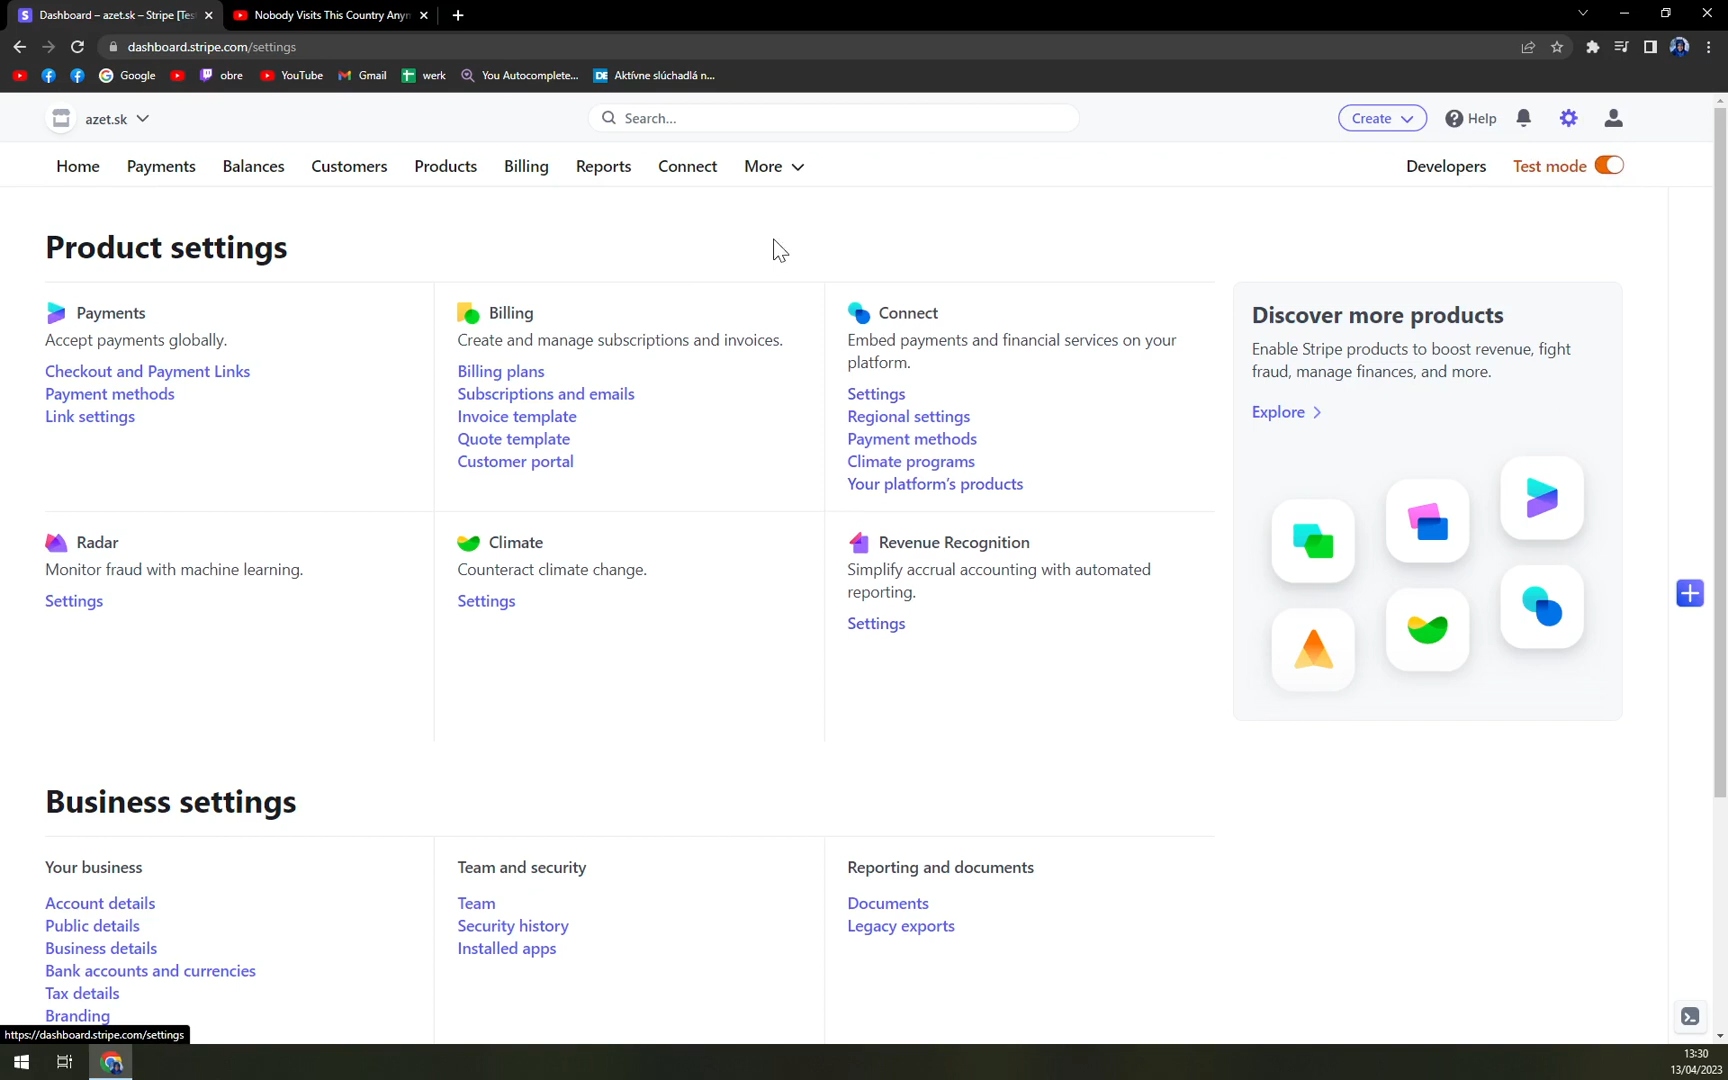 Dashboard – azet.sk – Stripe [Tes
Nobody Visits This Country Anyn
dashboard.stripe.com/settings
Google
obre
YouTube
Gmail
werk
You Autocomplete...
DE Aktívne slúchadlá n...
azet.sk
Search...
Create
Help
Home
Payments
Balances
Customers
Products
Billing
Reports
Connect
More
Developers
Test mode
Product settings
Payments
Accept payments globally.
Checkout and Payment Links
Payment methods
Link settings
Billing
Create and manage subscriptions and invoices.
Billing plans
Subscriptions and emails
Invoice template
Quote template
Customer portal
Connect
Embed payments and financial services on your
platform.
Settings
Regional settings
Payment methods
Climate programs
Your platform's products
Discover more products
Enable Stripe products to boost revenue, fight
fraud, manage finances, and more.
Explore
Radar
Monitor fraud with machine learning.
Settings
Climate
Counteract climate change.
Settings
Revenue Recognition
Simplify accrual accounting with automated
reporting.
Settings
Business settings
Your business
Account details
Public details
Business details
Bank accounts and currencies
Tax details
Branding
Team and security
Team
Security history
Installed apps
Reporting and documents
Documents
Legacy exports
https://dashboard.stripe.com/settings
13:30
13/04/2023